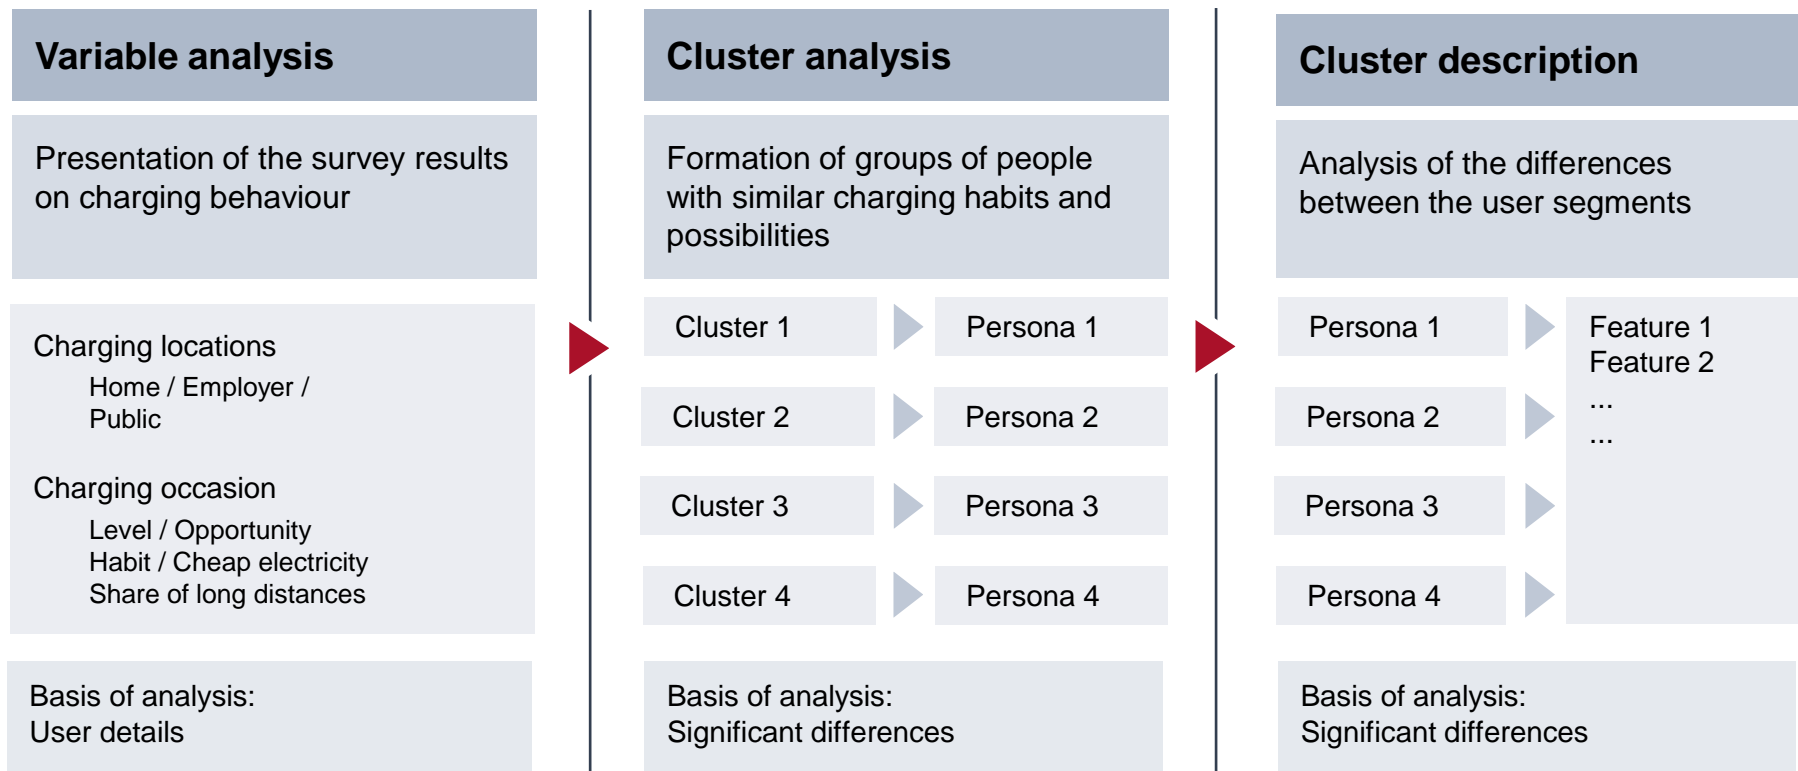 Variable analysis
Presentation of the survey results
on charging behaviour
Charging locations
Home / Employer /
Public
Charging occasion
Level / Opportunity
Habit / Cheap electricity
Share of long distances
Basis of analysis:
User details
Cluster analysis
Formation of groups of people
with similar charging habits and
possibilities
Cluster 1
Persona 1
Cluster 2
Persona 2
Cluster 3
Persona 3
Cluster 4
Persona 4
Basis of analysis:
Significant differences
Cluster description
Analysis of the differences
between the user segments
Persona 1
Persona 2
Persona 3
Persona 4
Feature 1
Feature 2
...
...
Basis of analysis:
Significant differences